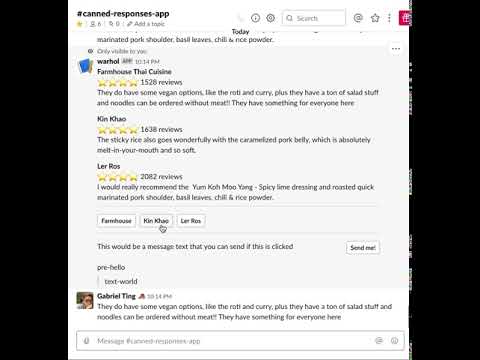 #canned-responses-app
6 | 0 | Add a topic
Search
Today
marinated pork shoulder, basil leaves, chili & rice powder.
Only visible to you
warhol APP 10:14 PM
Farmhouse Thai Cuisine
1528 reviews
They do have some vegan options, like the roti and curry, plus they have a ton of salad stuff
and noodles can be ordered without meat!! They have something for everyone here
Kin Khao
1638 reviews
The sticky rice also goes wonderfully with the caramelized pork belly, which is absolutely
melt-in-your-mouth and so soft.
Ler Ros
2082 reviews
I would really recommend the Yum Koh Moo Yang - Spicy lime dressing and roasted quick
marinated pork shoulder, basil leaves, chili & rice powder.
Farmhouse Kin Khao Ler Ros
This would be a message text that you can send if this is clicked
Send me!
pre-hello
text-world
Gabriel Ting 10:14 PM
They do have some vegan options, like the roti and curry, plus they have a ton of salad stuff and
noodles can be ordered without meat!! They have something for everyone here
Message #canned-responses-app